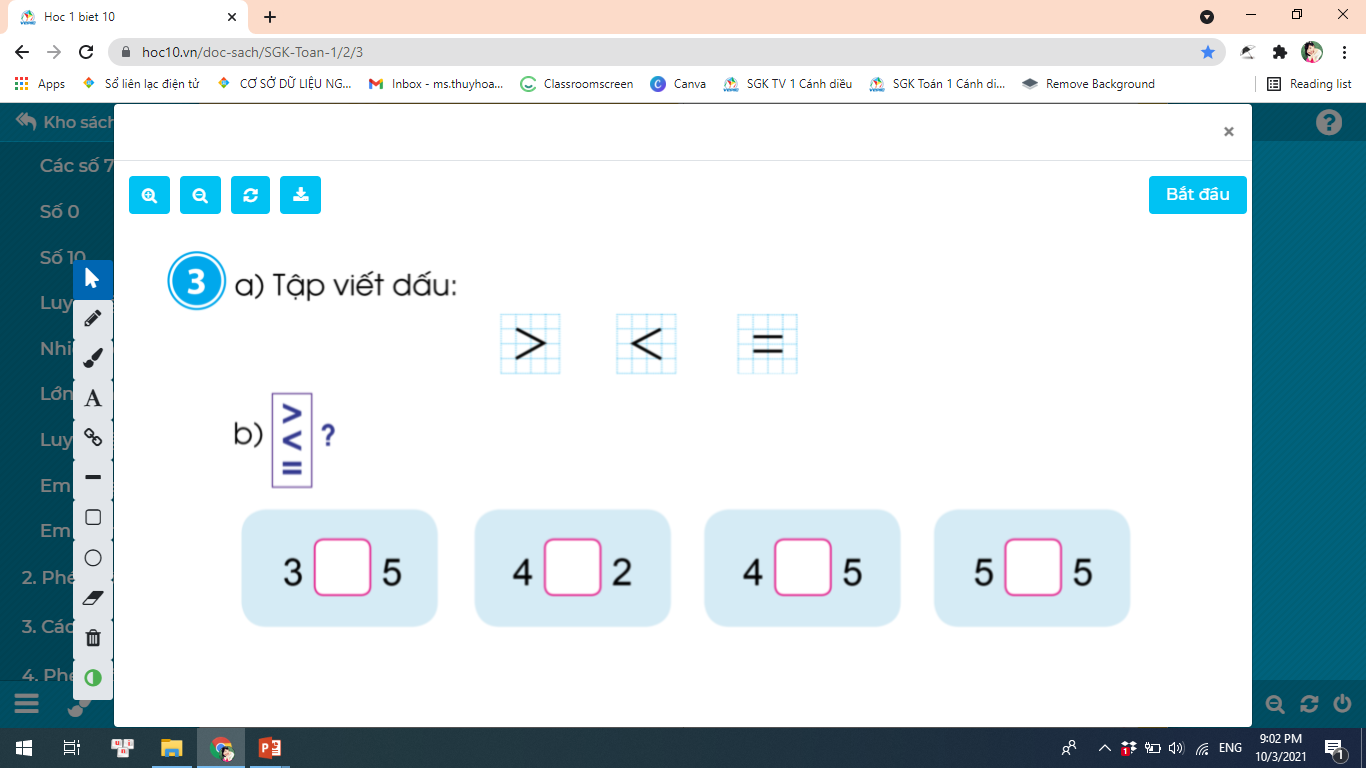 Hoc 1 biet 10
hoc10.vn/doc-sach/SGK-Toan-1/2/3
Apps
Sổ liên lạc điện tử
CƠ SỞ DỮ LIỆU NG...
Inbox - ms.thuyhoa...
Classroomscreen
Canva
SGK TV 1 Cánh diều
SGK Toán 1 Cánh di...
Remove Background
Reading list
Kho sách
Các số 7
Số 0
Số 10
Luy
Nhi
Lớn
Luy
Em
Em
2. Phé
3. Các
4. Phé
A
Bắt đầu
3 a) Tập viết dấu:
> < =
b) > < = ?
3 5
4 2
4 5
5 5
ENG
9:02 PM
10/3/2021
1